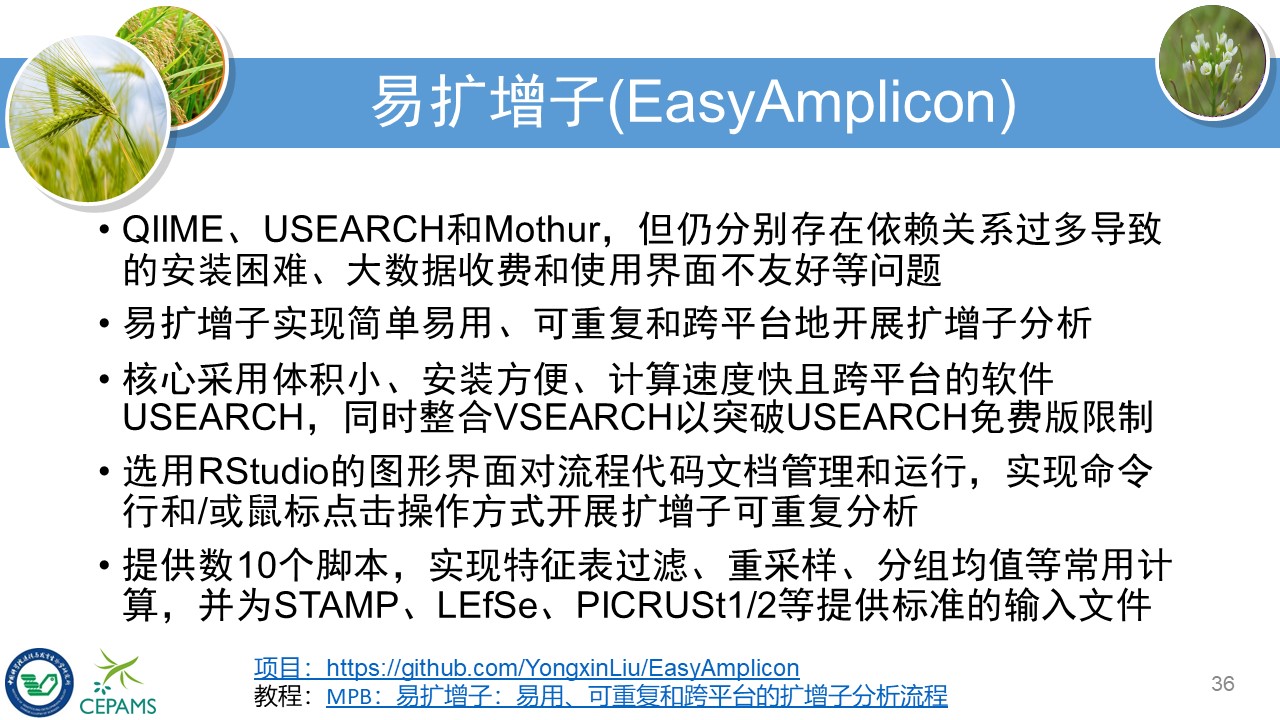 易扩增子(EasyAmplicon)
• QIIME、USEARCH和Mothur，但仍分别存在依赖关系过多导致
的安装困难、大数据收费和使用界面不友好等问题
• 易扩增子实现简单易用、可重复和跨平台地开展扩增子分析
• 核心采用体积小、安装方便、计算速度快且跨平台的软件
USEARCH，同时整合VSEARCH以突破USEARCH免费版限制
• 选用RStudio的图形界面对流程代码文档管理和运行，实现命令
行和/或鼠标点击操作方式开展扩增子可重复分析
• 提供数10个脚本，实现特征表过滤、重采样、分组均值等常用计
算，并为STAMP、LEfSe、PICRUSt1/2等提供标准的输入文件
项目：https://github.com/YongxinLiu/EasyAmplicon
教程：MPB：易扩增子：易用、可重复和跨平台的扩增子分析流程
CEPAMS
36